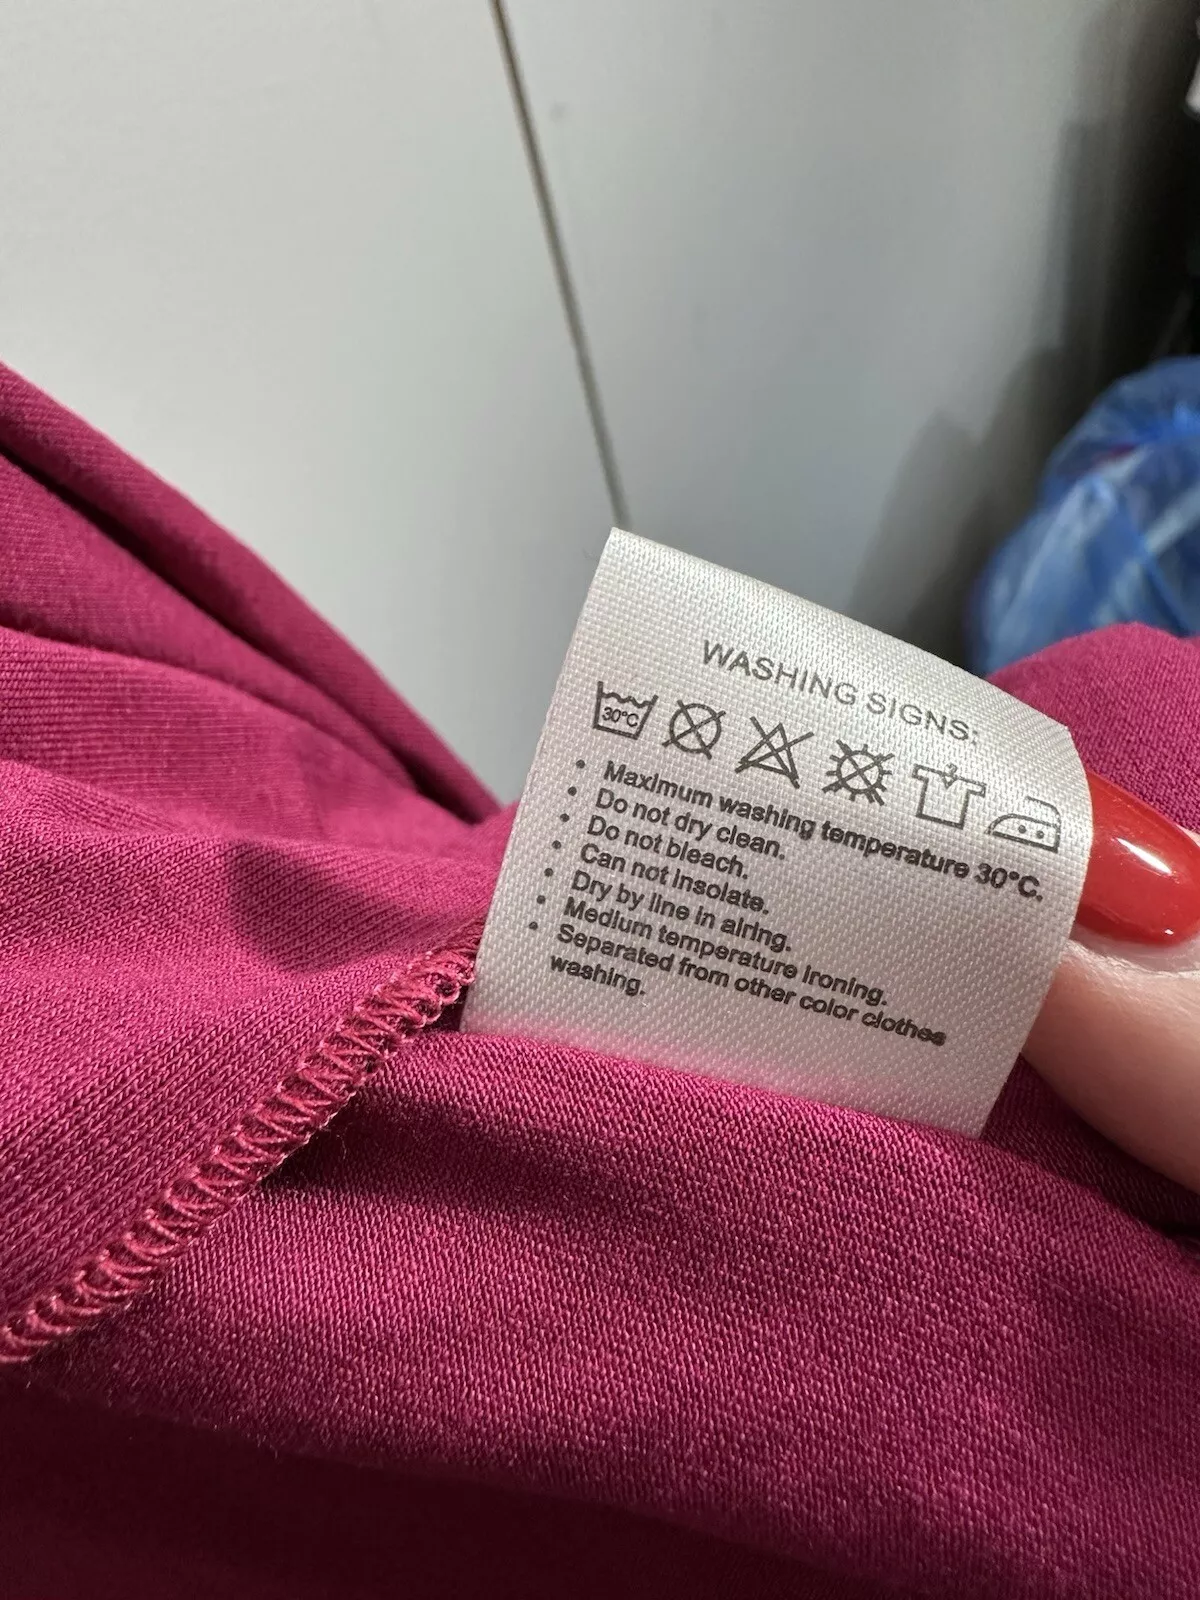 WASHING SIGNS:
30°C
• Maximum washing temperature 30°C.
• Do not dry clean.
• Do not bleach.
• Can not insolate.
• Dry by line in airing.
• Medium temperature ironing.
• Separated from other color clothes
washing.